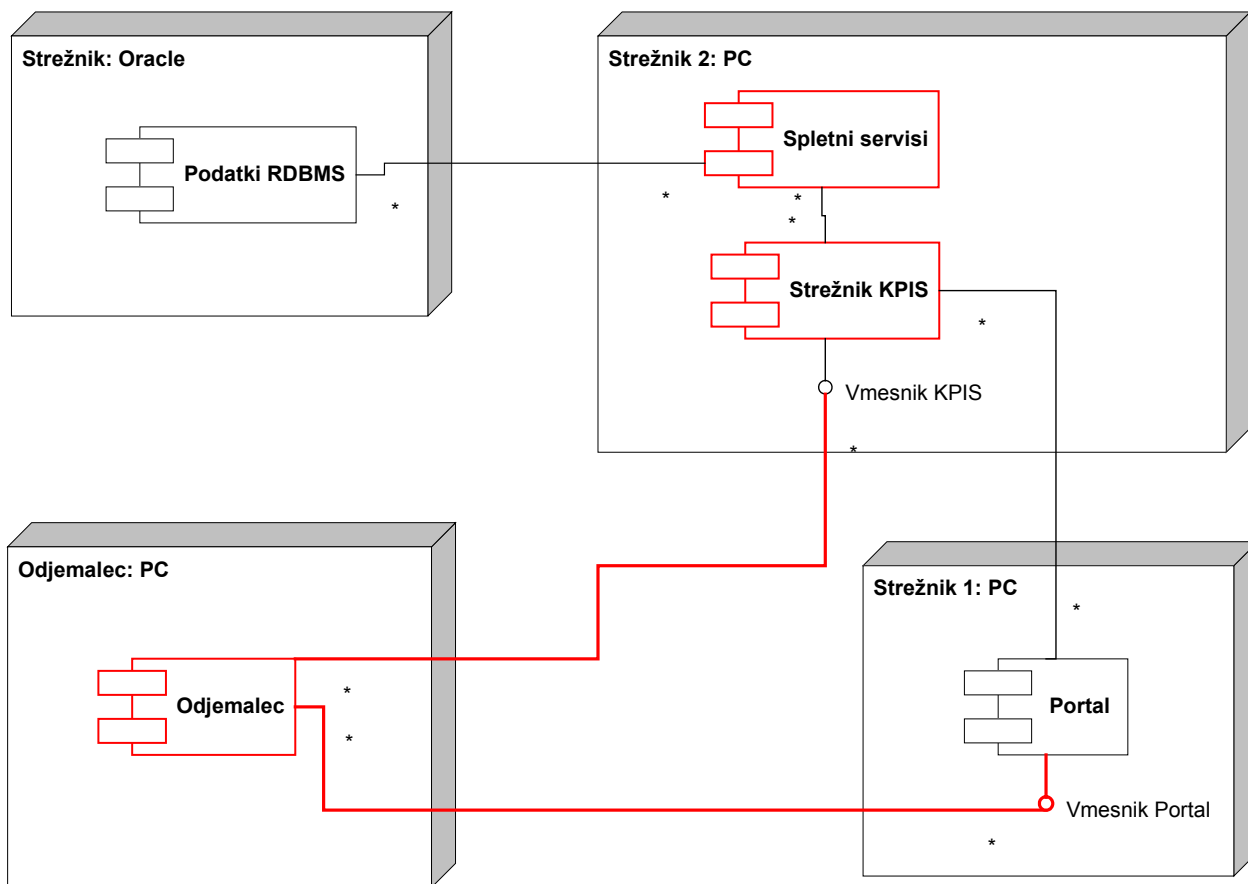 Strežnik: Oracle
Podatki RDBMS
*
Strežnik 2: PC
Spletni servisi
*
*
*
Strežnik KPIS
*
Vmesnik KPIS
*
Odjemalec: PC
Odjemalec
*
*
Strežnik 1: PC
*
Portal
Vmesnik Portal
*